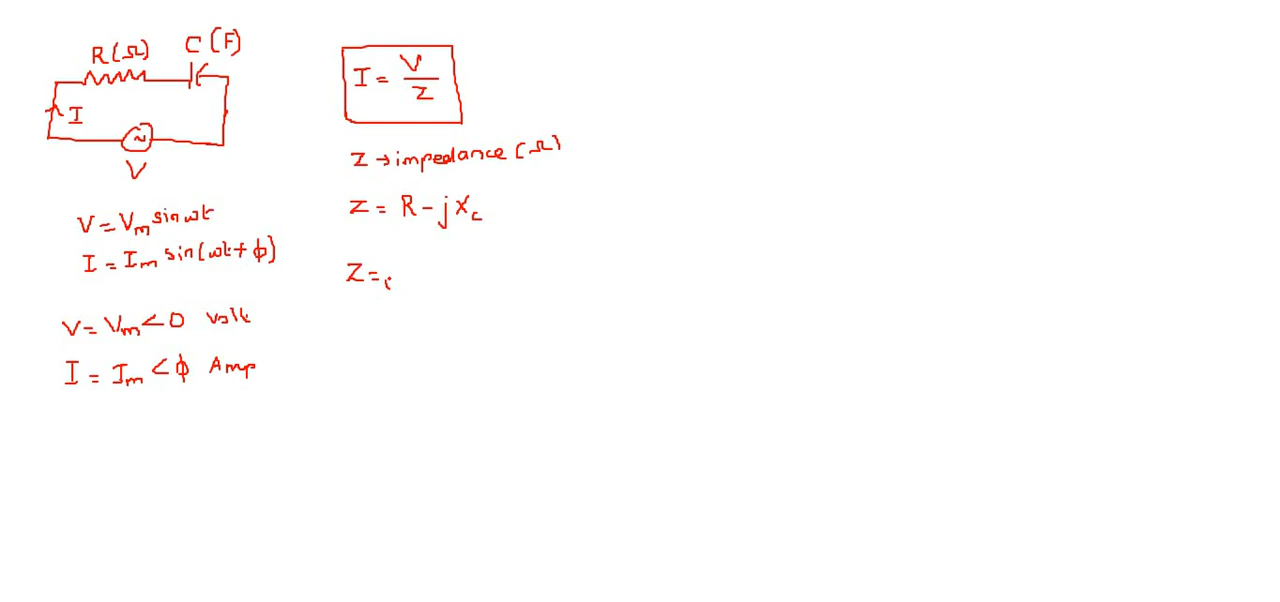 R(Ω)
C(F)
I
V
V = Vm sin ωt
I = Im sin(ωt + ϕ)
V = Vm < 0 volt
I = Im < ϕ Amp
I = V / Z
Z → impedance (Ω)
Z = R - jXc
Z =